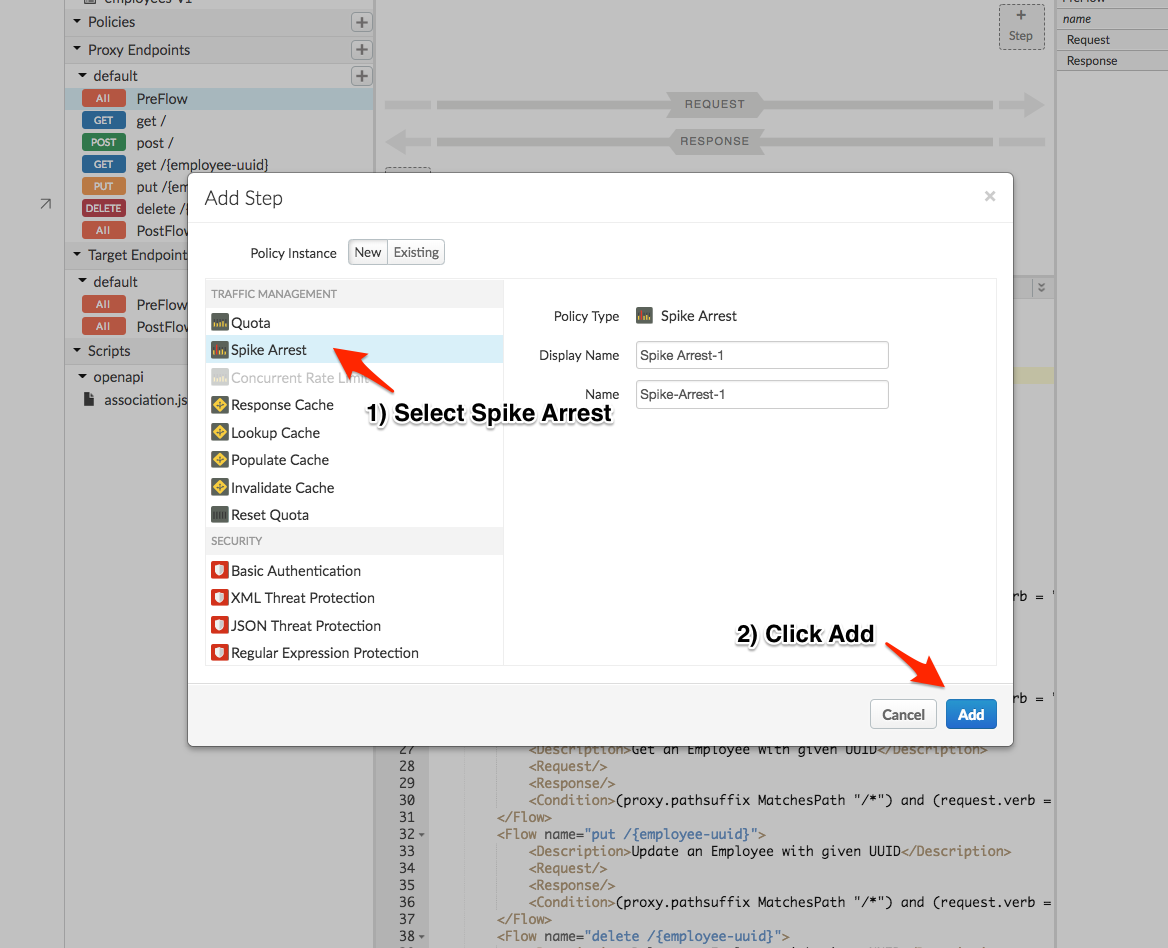 employees-v1
Policies
Proxy Endpoints
default
All PreFlow
GET get /
POST post /
GET get /{employee-uuid}
PUT put /{em
DELETE delete /{
All PostFlow
Target Endpoint
default
All PreFlow
All PostFlow
Scripts
openapi
association.js
+
Step
REQUEST
RESPONSE
PreFlow
name
Request
Response
Add Step
×
Policy Instance New Existing
TRAFFIC MANAGEMENT
Quota
Spike Arrest
Concurrent Rate Limit
Response Cache
Lookup Cache
Populate Cache
Invalidate Cache
Reset Quota
SECURITY
Basic Authentication
XML Threat Protection
JSON Threat Protection
Regular Expression Protection
Policy Type Spike Arrest
Display Name Spike Arrest-1
Name Spike-Arrest-1
1) Select Spike Arrest
2) Click Add
Cancel Add
rb = '
rb = '
27 <Description>Get an Employee with given UUID</Description>
28 <Request/>
29 <Response/>
30 <Condition>(proxy.pathsuffix MatchesPath "/*") and (request.verb =
31 </Flow>
32 <Flow name="put /{employee-uuid}">
33 <Description>Update an Employee with given UUID</Description>
34 <Request/>
35 <Response/>
36 <Condition>(proxy.pathsuffix MatchesPath "/*") and (request.verb =
37 </Flow>
38 <Flow name="delete /{employee-uuid}">